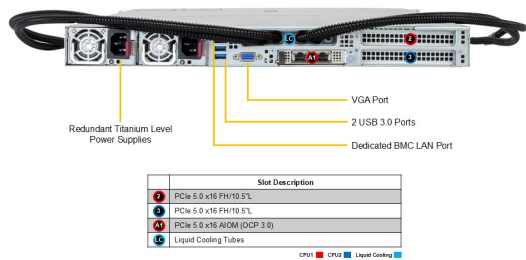 LC
2
A1
3
VGA Port
2 USB 3.0 Ports
Redundant Titanium Level
Power Supplies
Dedicated BMC LAN Port
Slot Description
2 PCIe 5.0 x16 FH/10.5"L
3 PCIe 5.0 x16 FH/10.5"L
A1 PCIe 5.0 x16 AIOM (OCP 3.0)
LC Liquid Cooling Tubes
CPU1 CPU2 Liquid Cooling